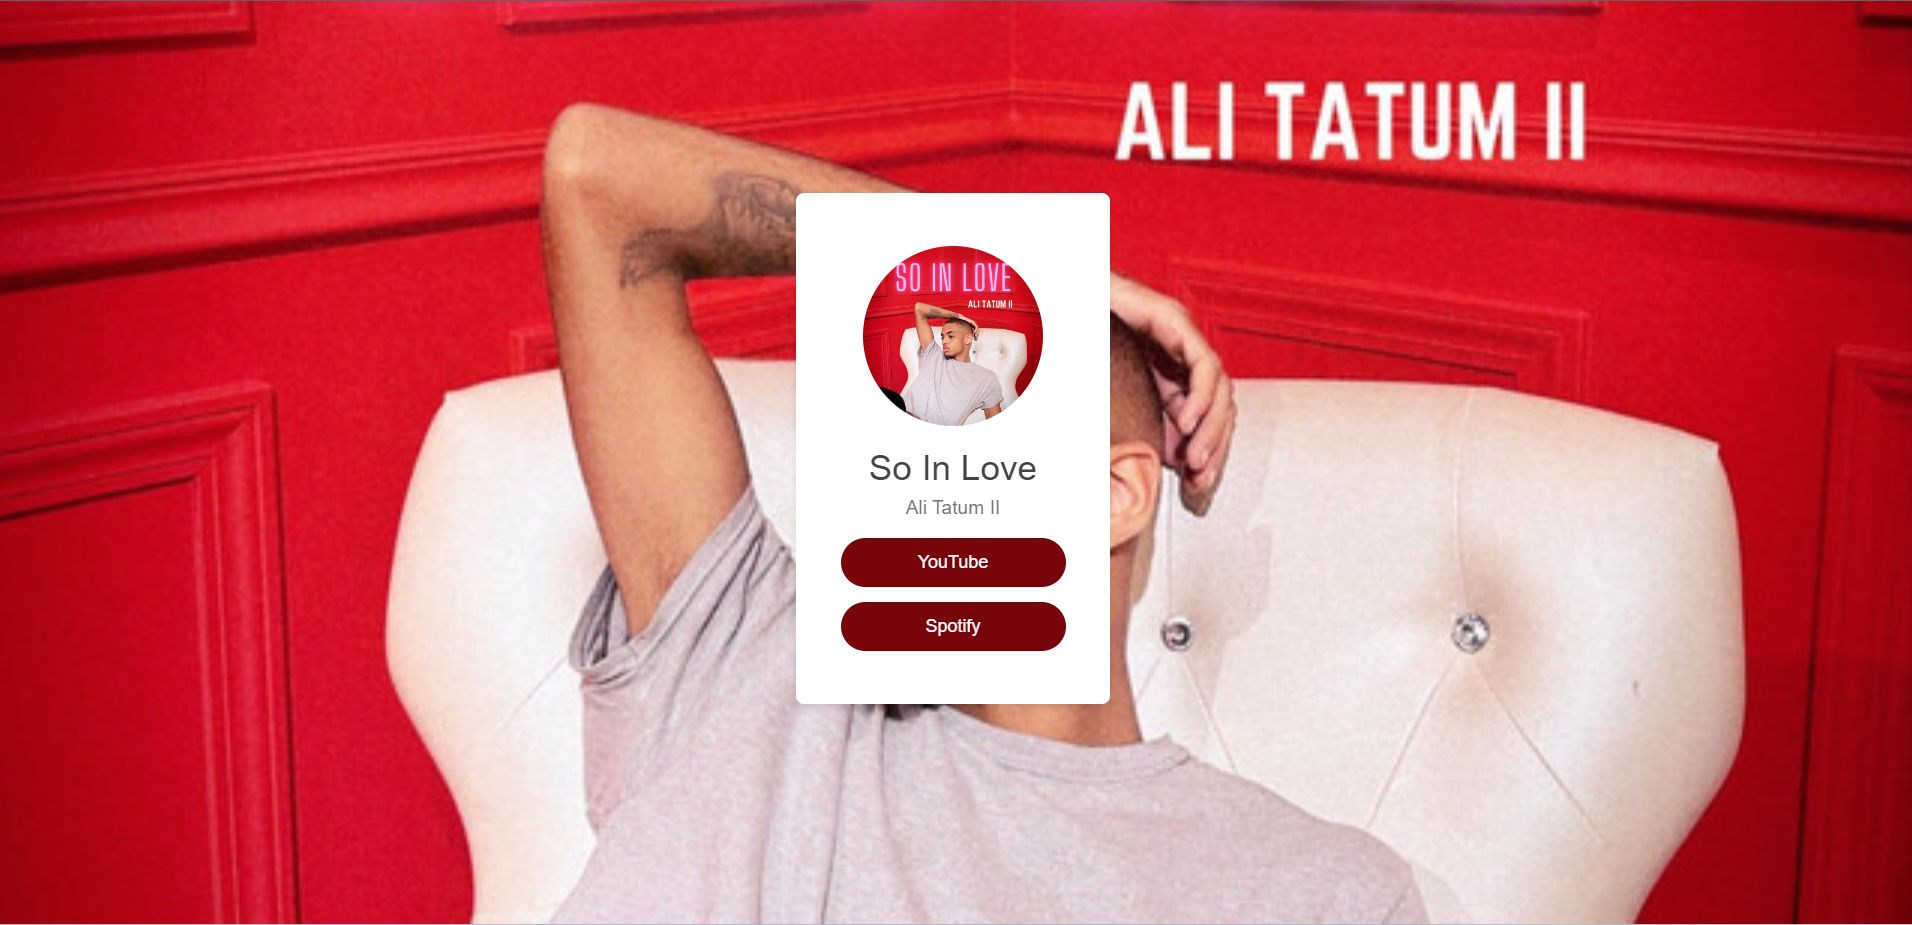 ALI TATUM II
SO IN LOVE
ALI TATUM II
So In Love
Ali Tatum II
YouTube
Spotify